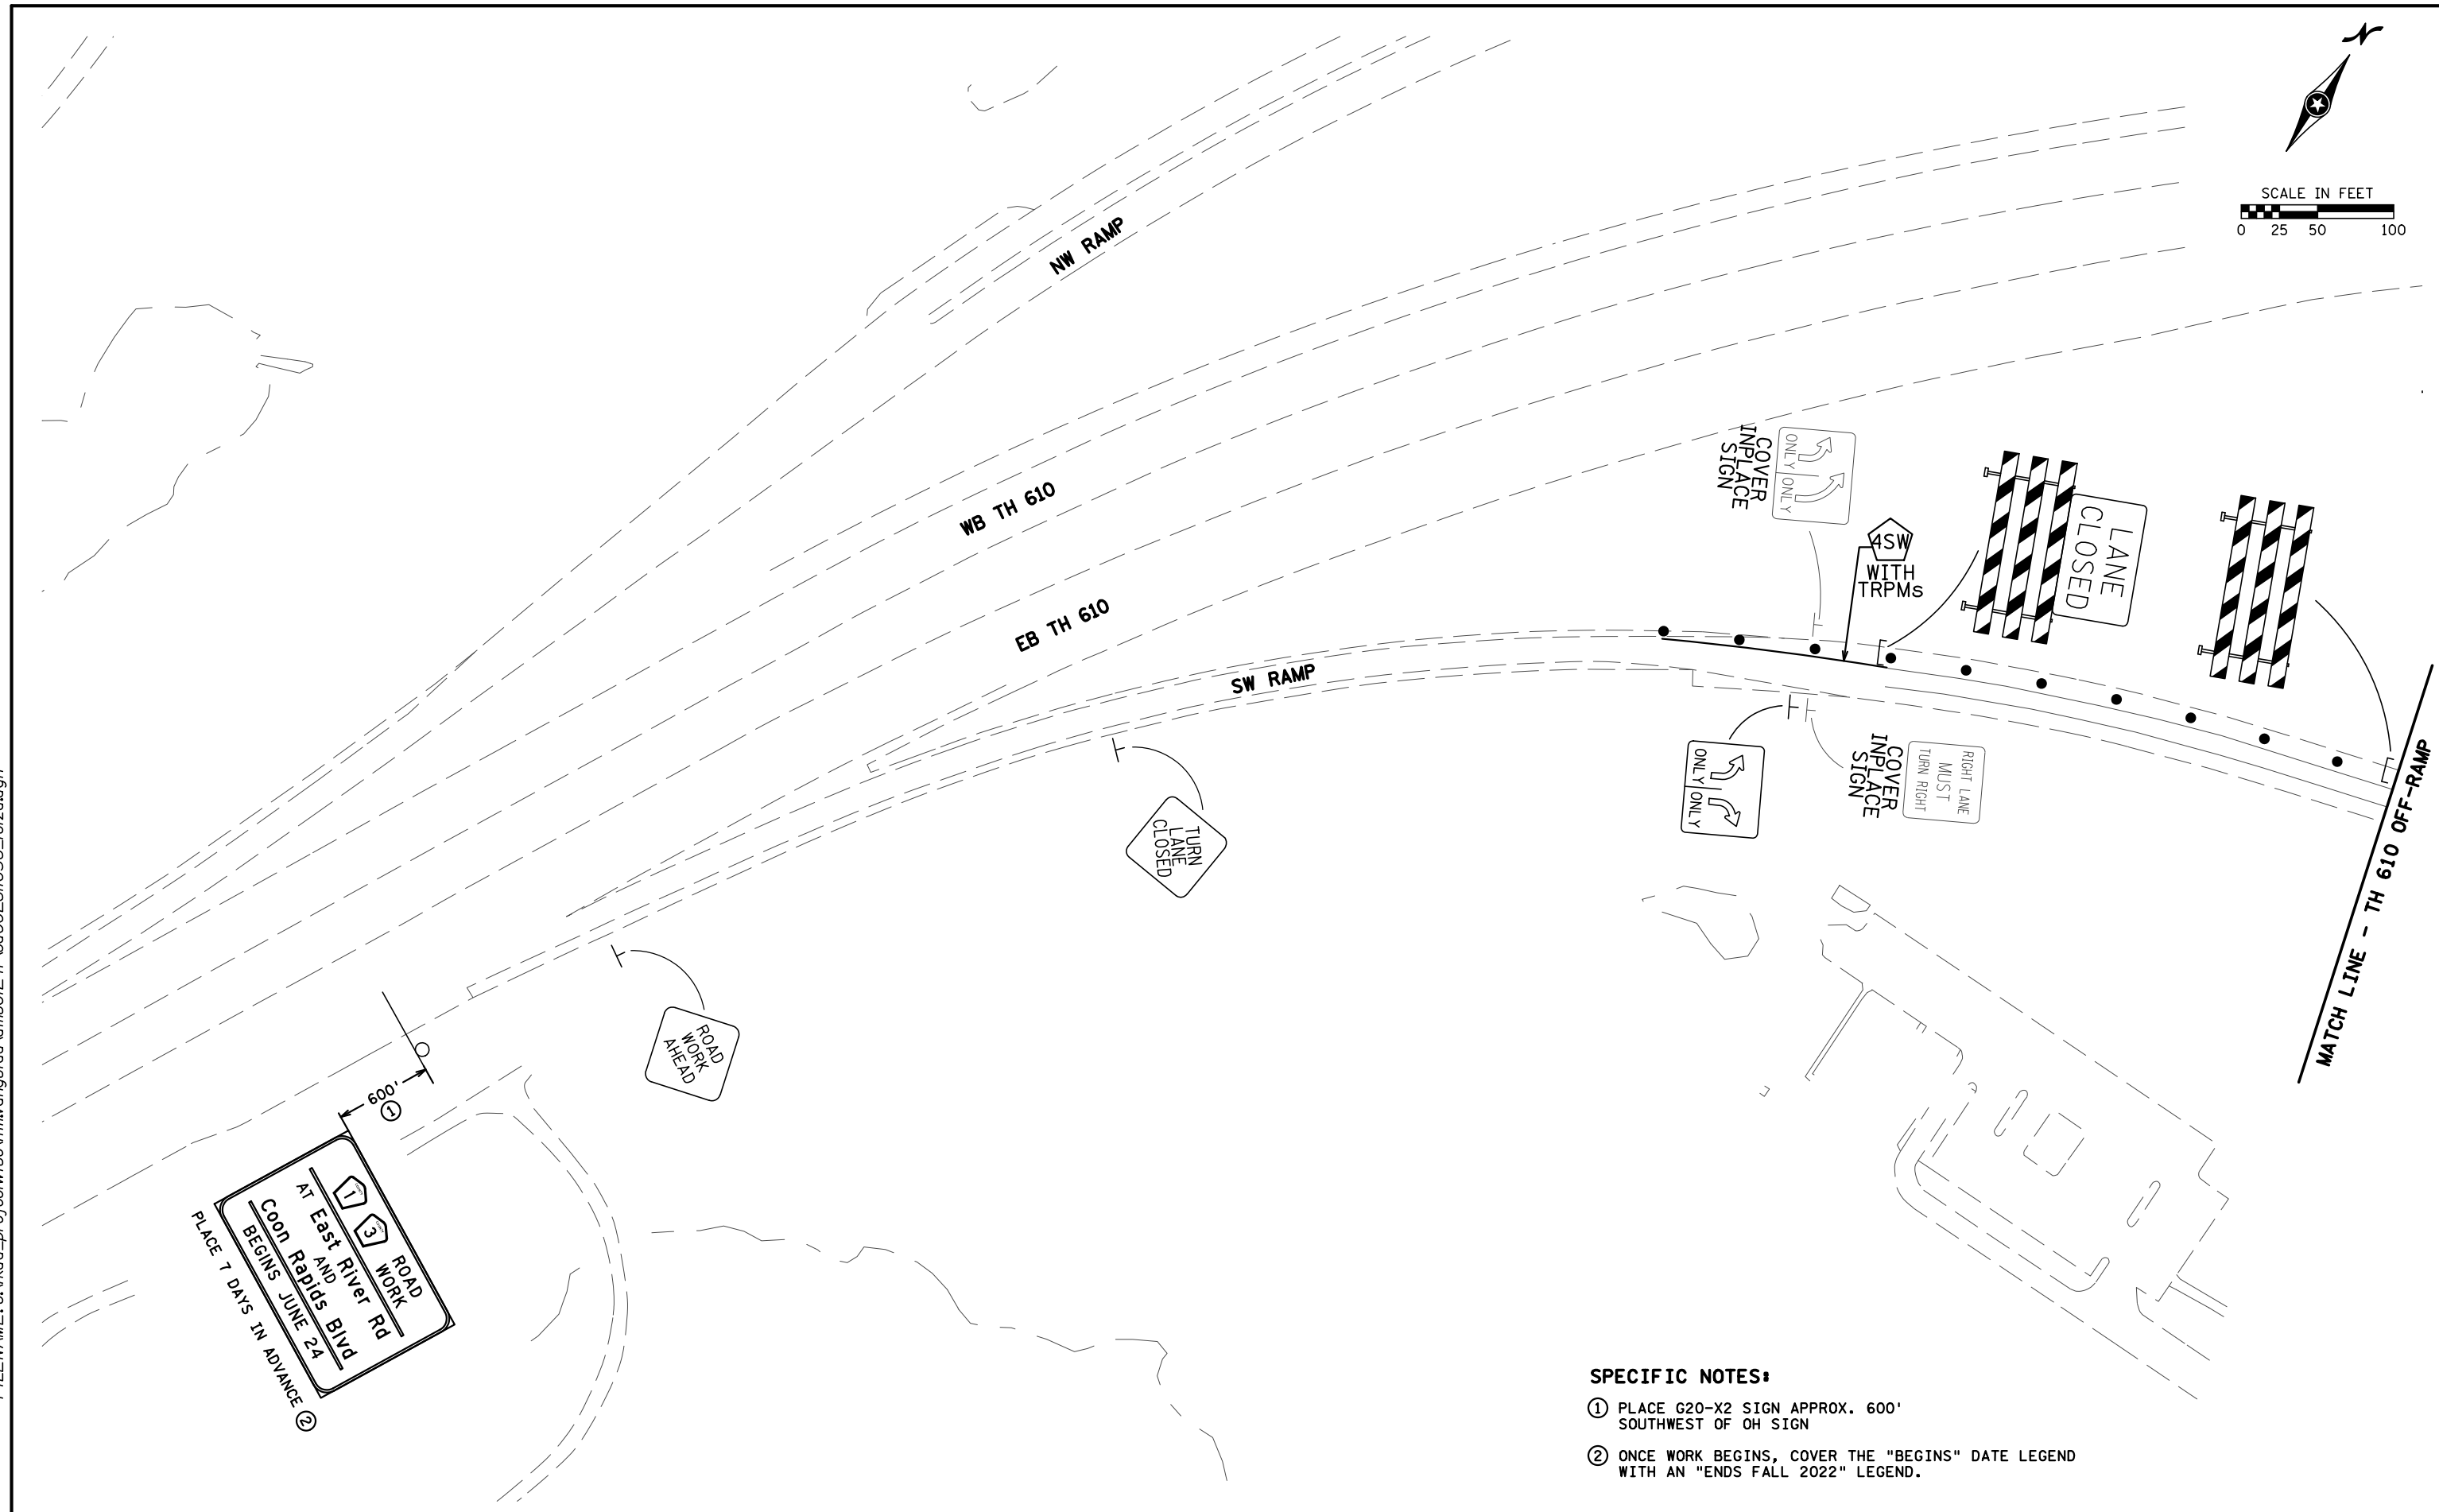 N
SCALE IN FEET
0 25 50 100
NW RAMP
WB TH 610
EB TH 610
SW RAMP
COVER
INPLACE
SIGN
ONLY ONLY
4SW
WITH
TRPMs
LANE
CLOSED
ONLY ONLY
COVER
INPLACE
SIGN
RIGHT LANE
MUST
TURN RIGHT
MATCH LINE - TH 610 OFF-RAMP
TURN
LANE
CLOSED
ROAD
WORK
AHEAD
600'
1
1 3 ROAD
WORK
AT East River Rd
AND
Coon Rapids Blvd
BEGINS JUNE 24
PLACE 7 DAYS IN ADVANCE 2
SPECIFIC NOTES:
1 PLACE G20-X2 SIGN APPROX. 600'
SOUTHWEST OF OH SIGN
2 ONCE WORK BEGINS, COVER THE "BEGINS" DATE LEGEND
WITH AN "ENDS FALL 2022" LEGEND.